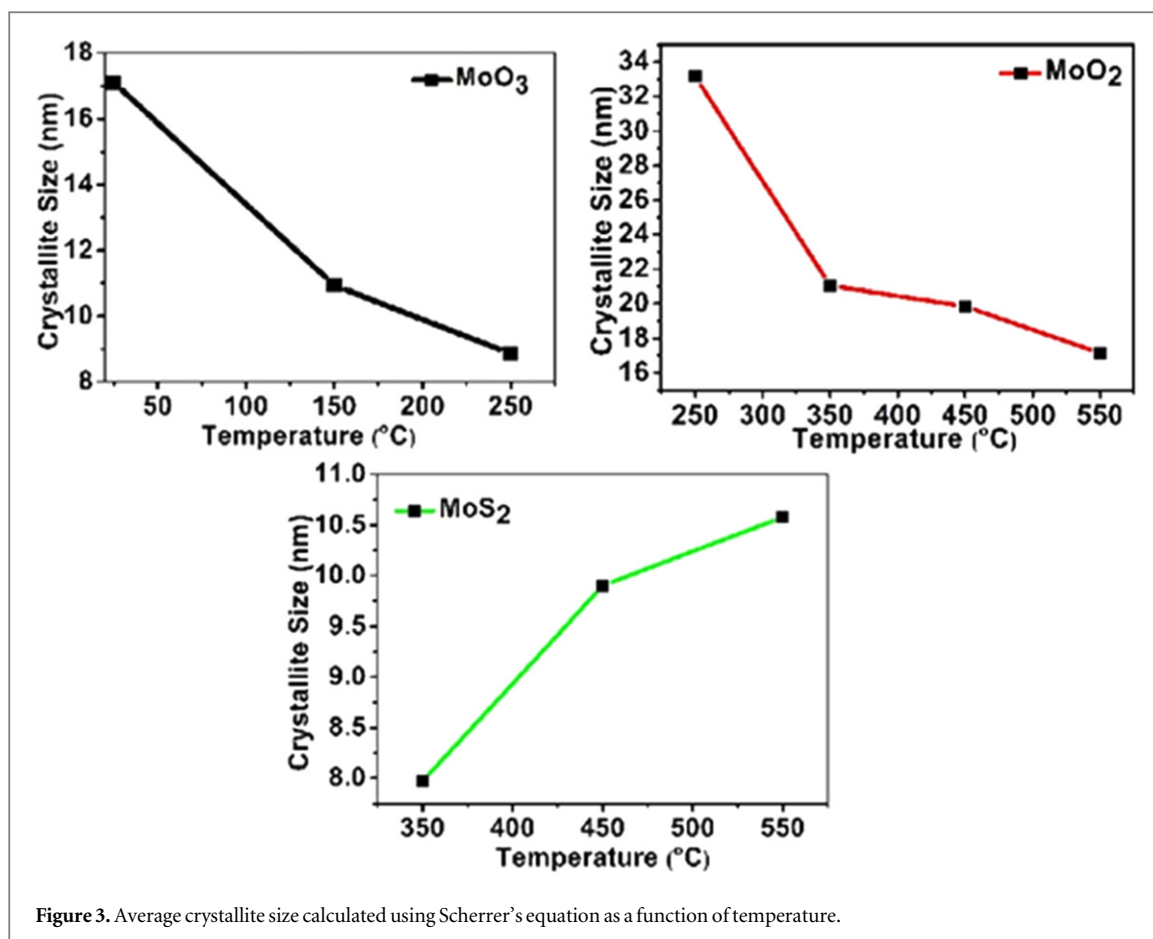 18
16
14
12
10
8
Crystallite Size (nm)
MoO3
50 100 150 200 250
Temperature (°C)
34
32
30
28
26
24
22
20
18
16
Crystallite Size (nm)
MoO2
250 300 350 400 450 500 550
Temperature (°C)
11.0
10.5
10.0
9.5
9.0
8.5
8.0
Crystallite Size (nm)
MoS2
350 400 450 500 550
Temperature (°C)
Figure 3. Average crystallite size calculated using Scherrer's equation as a function of temperature.